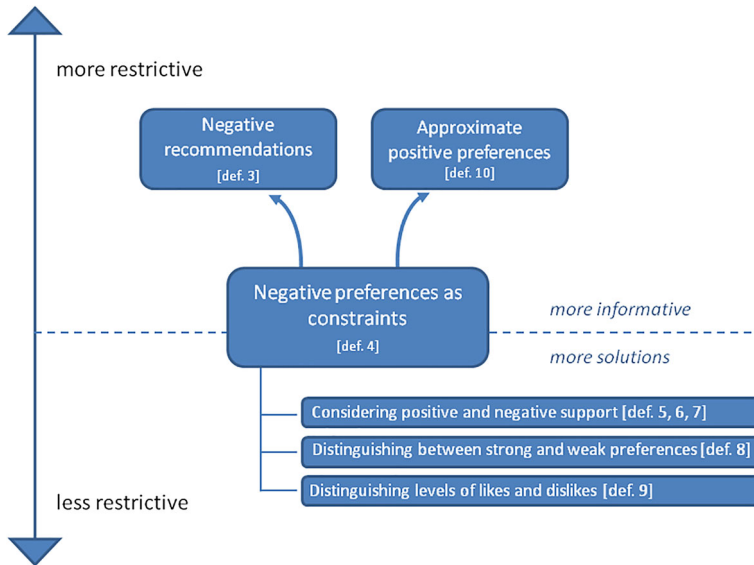 more restrictive
Negative
recommendations
[def. 3]
Approximate
positive preferences
[def. 10]
Negative preferences as
constraints
[def. 4]
more informative
more solutions
Considering positive and negative support [def. 5, 6, 7]
Distinguishing between strong and weak preferences [def. 8]
Distinguishing levels of likes and dislikes [def. 9]
less restrictive